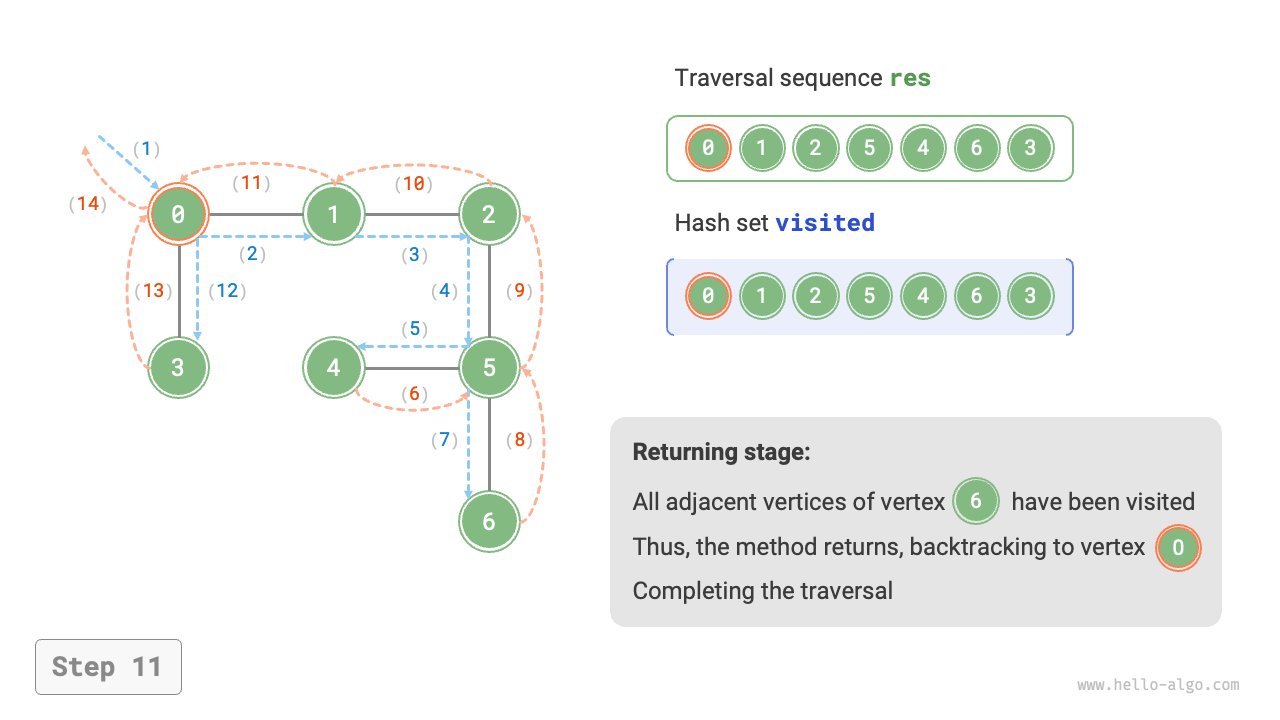 Traversal sequence res
0 1 2 5 4 6 3
Hash set visited
0 1 2 5 4 6 3
(1)
(14)
(11)
(10)
0
1
2
(2)
(3)
(13)
(12)
(4)
(9)
(5)
3
4
5
(6)
(7)
(8)
6
Returning stage:
All adjacent vertices of vertex 6 have been visited
Thus, the method returns, backtracking to vertex 0
Completing the traversal
Step 11
www.hello-algo.com